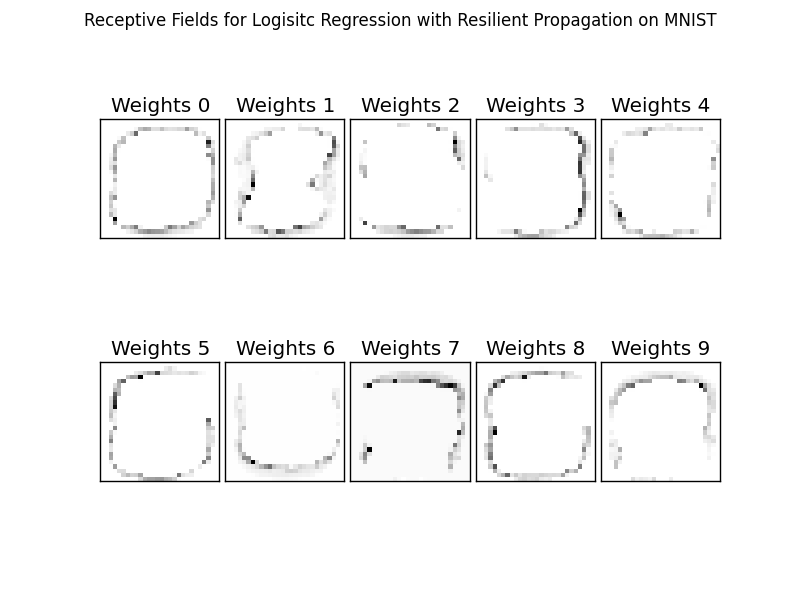 Receptive Fields for Logisitc Regression with Resilient Propagation on MNIST
Weights 0 Weights 1 Weights 2 Weights 3 Weights 4
Weights 5 Weights 6 Weights 7 Weights 8 Weights 9